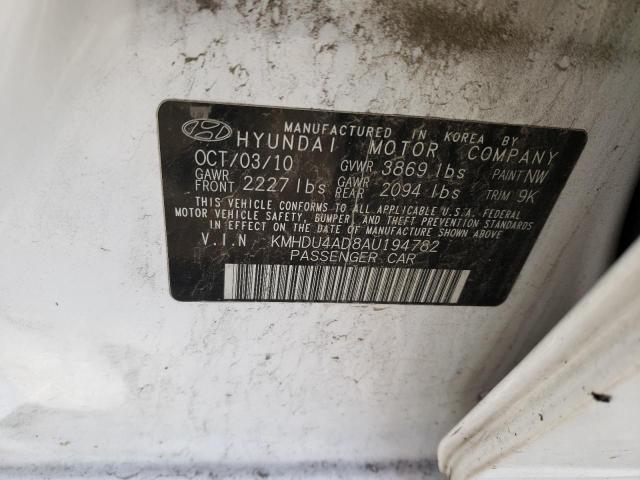 MANUFACTURED IN KOREA BY
HYUNDAI MOTOR COMPANY
OCT/03/10 GVWR 3869 lbs PAINT NW
GAWR FRONT 2227 lbs GAWR REAR 2094 lbs TRIM 9K
THIS VEHICLE CONFORMS TO ALL APPLICABLE U.S.A. FEDERAL
MOTOR VEHICLE SAFETY, BUMPER, AND THEFT PREVENTION STANDARDS
IN EFFECT ON THE DATE OF MANUFACTURE SHOWN ABOVE.
V.I.N. KMHDU4AD8AU194782
PASSENGER CAR